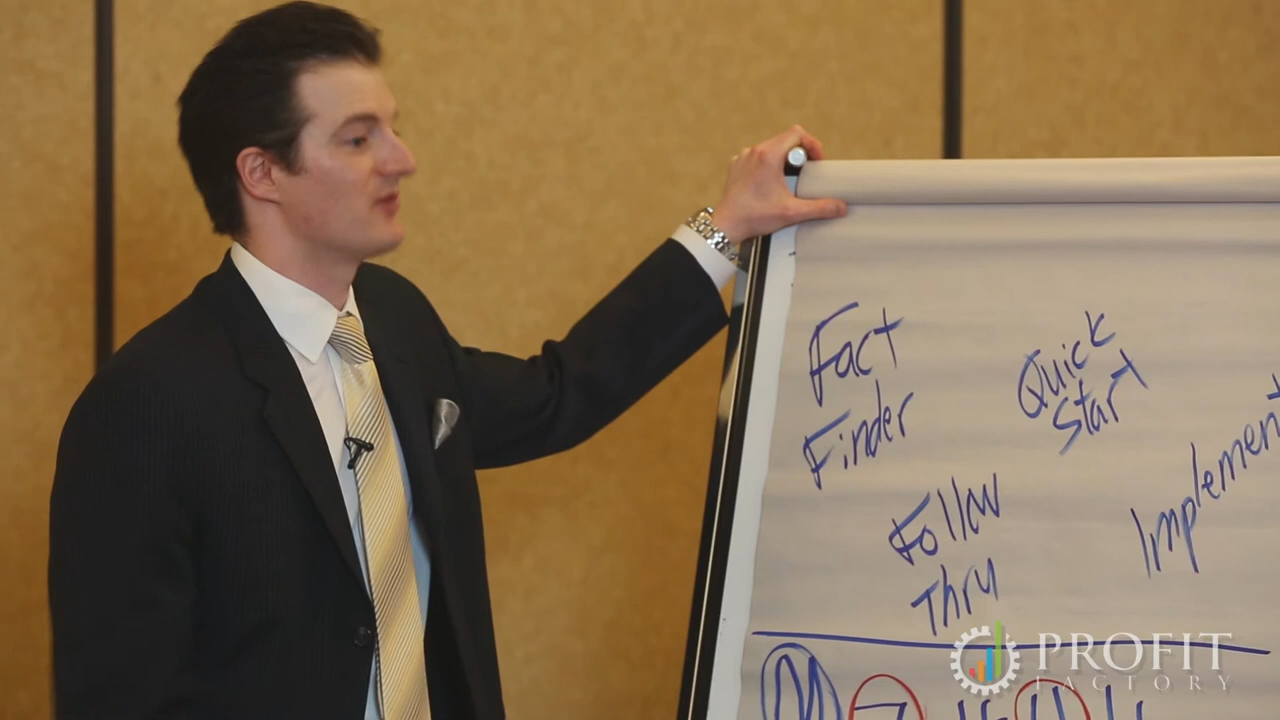 Fact
Finder
Quick
Start
Follow
Thru
Implement
PROFIT
FACTORY